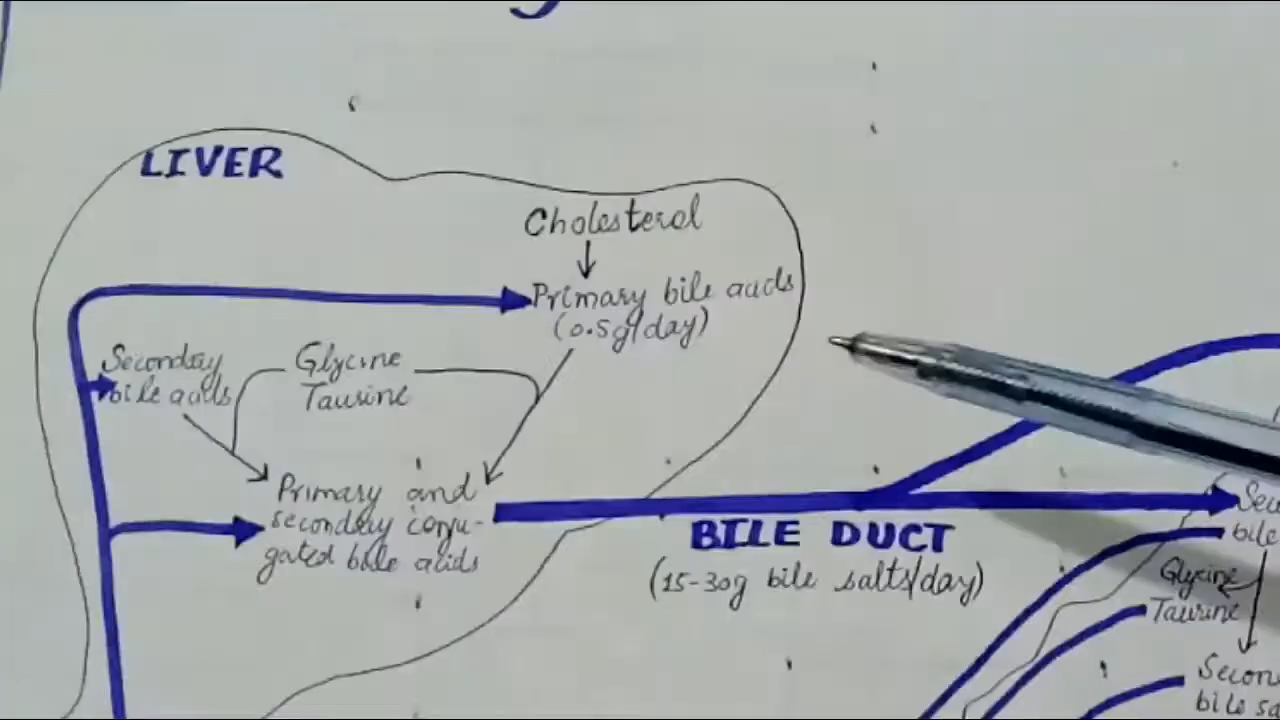 LIVER
Cholesterol
Primary bile acids
(0.5g/day)
Secondary
bile acids
Glycine
Taurine
Primary and
secondary conju-
gated bile acids
BILE DUCT
(15-30g bile salts/day)
bile
Glycine
Taurine